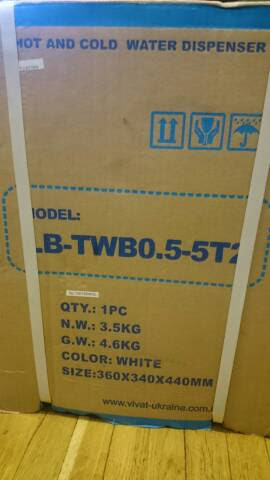 HOT AND COLD WATER DISPENSER
MODEL:
LB-TWB0.5-5T2
QTY.: 1PC
N.W.: 3.5KG
G.W.: 4.6KG
COLOR: WHITE
SIZE:360X340X440MM
www.vivat-ukraina.com.